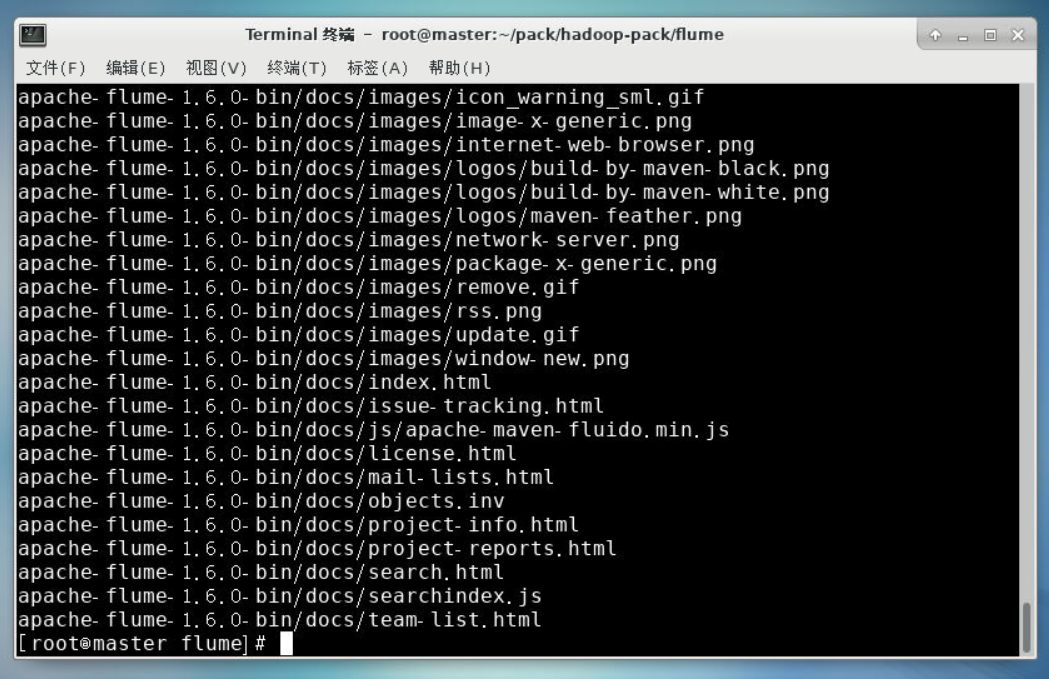 Terminal 终端 - root@master:~/pack/hadoop-pack/flume
文件(F) 编辑(E) 视图(V) 终端(T) 标签(A) 帮助(H)
apache-flume-1.6.0-bin/docs/images/icon_warning_sml.gif
apache-flume-1.6.0-bin/docs/images/image-x-generic.png
apache-flume-1.6.0-bin/docs/images/internet-web-browser.png
apache-flume-1.6.0-bin/docs/images/logos/build-by-maven-black.png
apache-flume-1.6.0-bin/docs/images/logos/build-by-maven-white.png
apache-flume-1.6.0-bin/docs/images/logos/maven-feather.png
apache-flume-1.6.0-bin/docs/images/network-server.png
apache-flume-1.6.0-bin/docs/images/package-x-generic.png
apache-flume-1.6.0-bin/docs/images/remove.gif
apache-flume-1.6.0-bin/docs/images/rss.png
apache-flume-1.6.0-bin/docs/images/update.gif
apache-flume-1.6.0-bin/docs/images/window-new.png
apache-flume-1.6.0-bin/docs/index.html
apache-flume-1.6.0-bin/docs/issue-tracking.html
apache-flume-1.6.0-bin/docs/js/apache-maven-fluido.min.js
apache-flume-1.6.0-bin/docs/license.html
apache-flume-1.6.0-bin/docs/mail-lists.html
apache-flume-1.6.0-bin/docs/objects.inv
apache-flume-1.6.0-bin/docs/project-info.html
apache-flume-1.6.0-bin/docs/project-reports.html
apache-flume-1.6.0-bin/docs/search.html
apache-flume-1.6.0-bin/docs/searchindex.js
apache-flume-1.6.0-bin/docs/team-list.html
[root@master flume]#